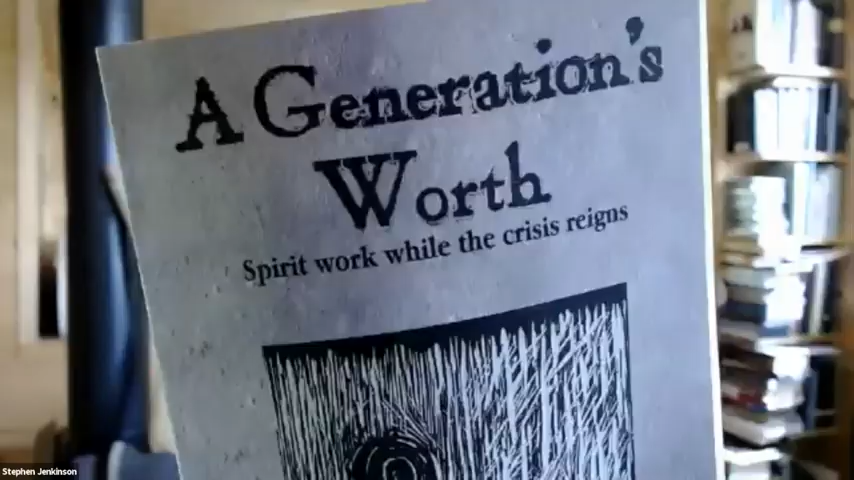 A Generation's
Worth
Spirit work while the crisis reigns
Stephen Jenkinson